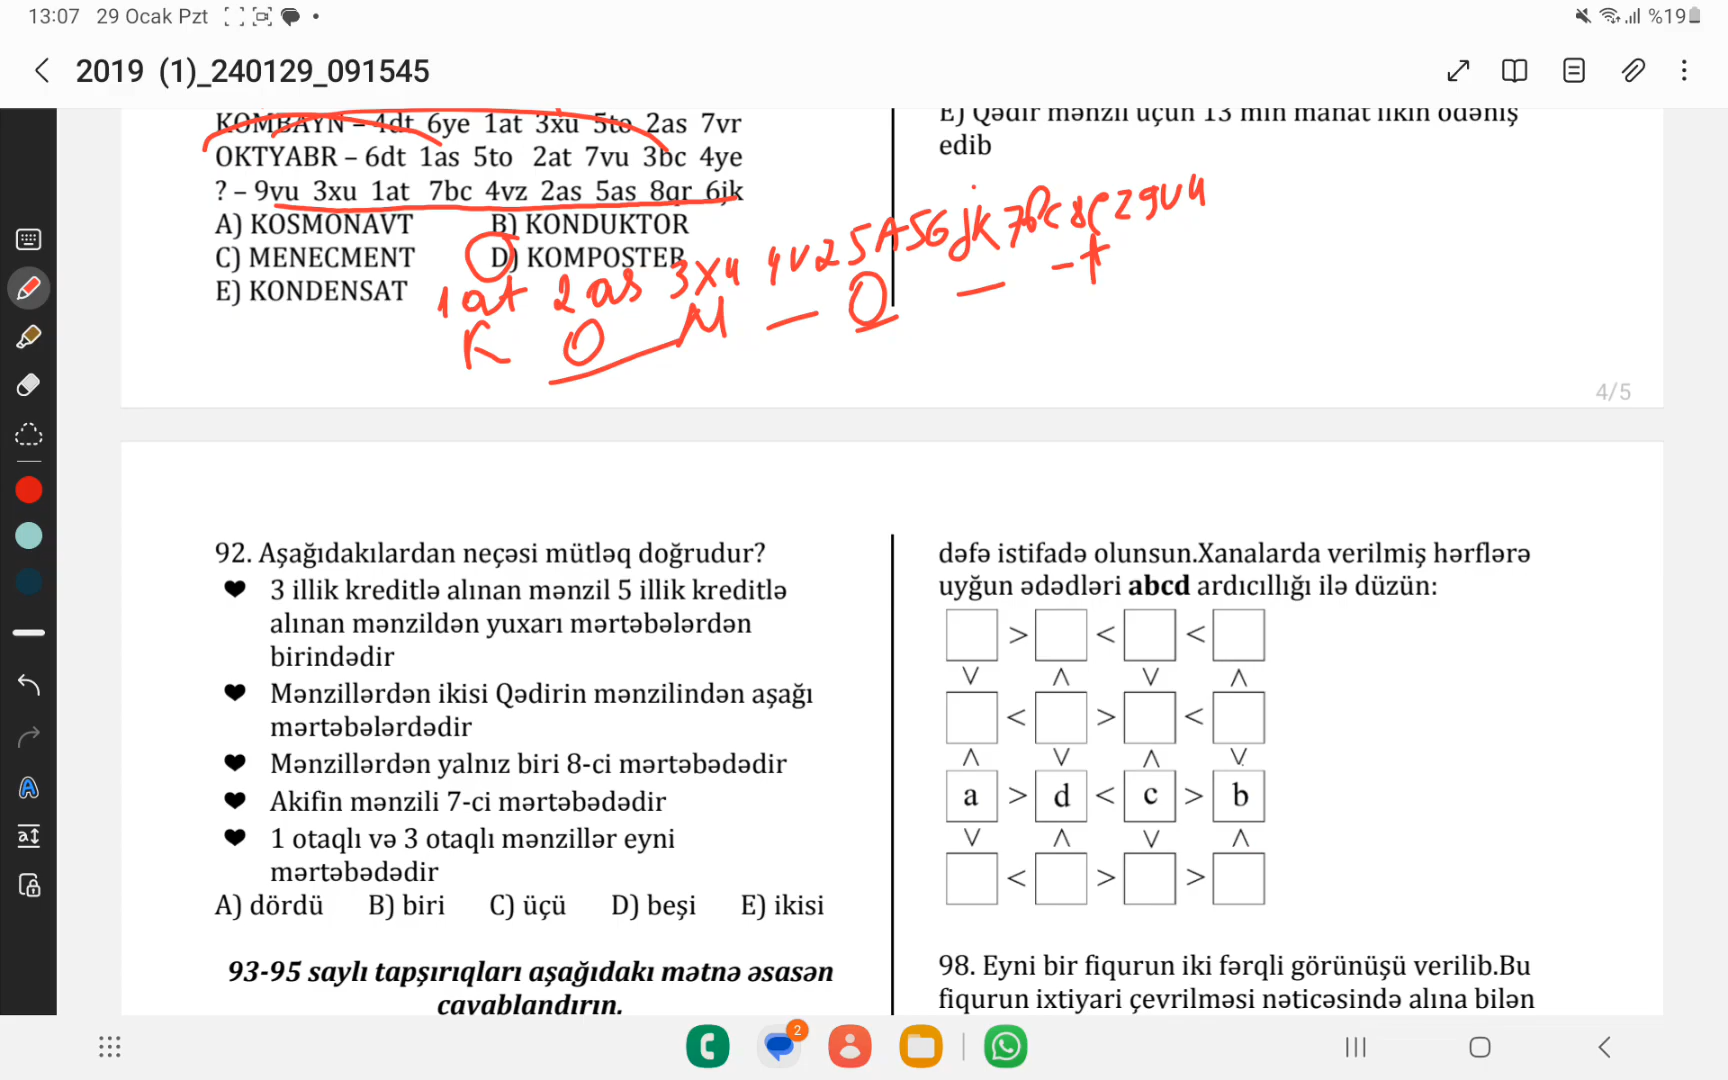 13:07 29 Ocak Pzt
%19
2019 (1)_240129_091545
KOMBAYN – 4dt 6ye 1at 3xu 5to 2as 7vr
OKTYABR – 6dt 1as 5to 2at 7vu 3bc 4ye
? – 9vu 3xu 1at 7bc 4vz 2as 5as 8qr 6jk
A) KOSMONAVT B) KONDUKTOR
C) MENECMENT D) KOMPOSTER
E) KONDENSAT
1at 2as 3xu 4v2 5A5 6jk 7bc 8çz 9vu
K O M – O – – t
E) Qədir mənzil üçün 13 min manat ilkin ödəniş
edib
4/5
92. Aşağıdakılardan neçəsi mütləq doğrudur?
3 illik kreditlə alınan mənzil 5 illik kreditlə
alınan mənzildən yuxarı mərtəbələrdən
birindədir
Mənzillərdən ikisi Qədirin mənzilindən aşağı
mərtəbələrdədir
Mənzillərdən yalnız biri 8-ci mərtəbədədir
Akifin mənzili 7-ci mərtəbədədir
1 otaqlı və 3 otaqlı mənzillər eyni
mərtəbədədir
A) dördü B) biri C) üçü D) beşi E) ikisi
93-95 saylı tapşırıqları aşağıdakı mətnə əsasən
cavablandırın.
dəfə istifadə olunsun.Xanalarda verilmiş hərflərə
uyğun ədədləri abcd ardıcıllığı ilə düzün:
> < <
V Λ V Λ
< > <
Λ V Λ V
a > d < c > b
V Λ V Λ
< > >
98. Eyni bir fiqurun iki fərqli görünüşü verilib.Bu
fiqurun ixtiyari çevrilməsi nəticəsində alına bilən
2